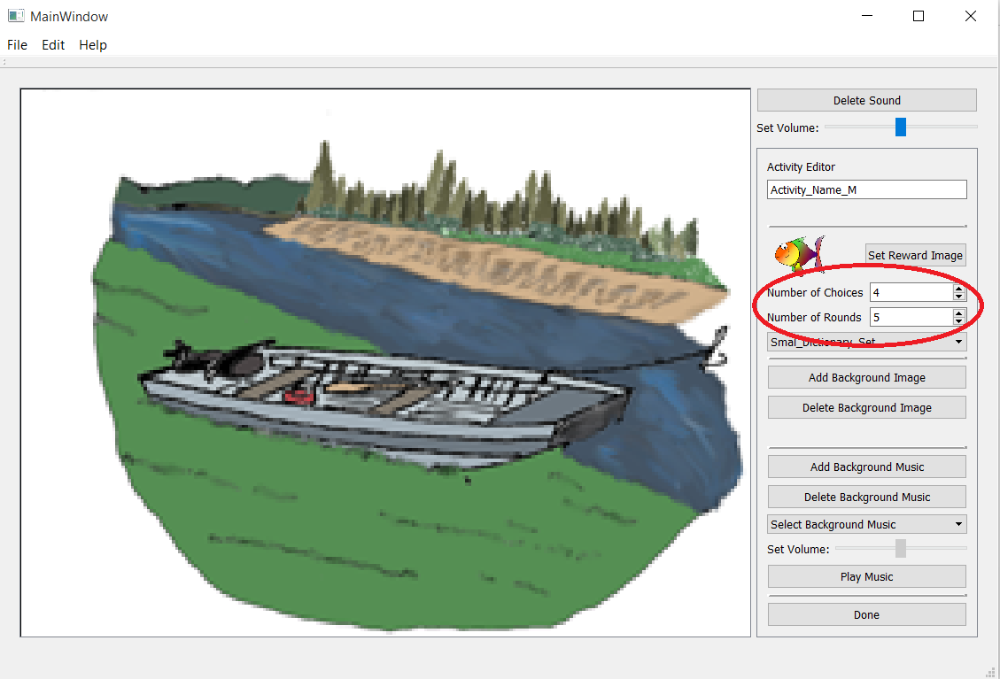 MainWindow
File Edit Help
Delete Sound
Set Volume:
Activity Editor
Activity_Name_M
Set Reward Image
Number of Choices 4
Number of Rounds 5
Smal_Dictionary_Set
Add Background Image
Delete Background Image
Add Background Music
Delete Background Music
Select Background Music
Set Volume:
Play Music
Done